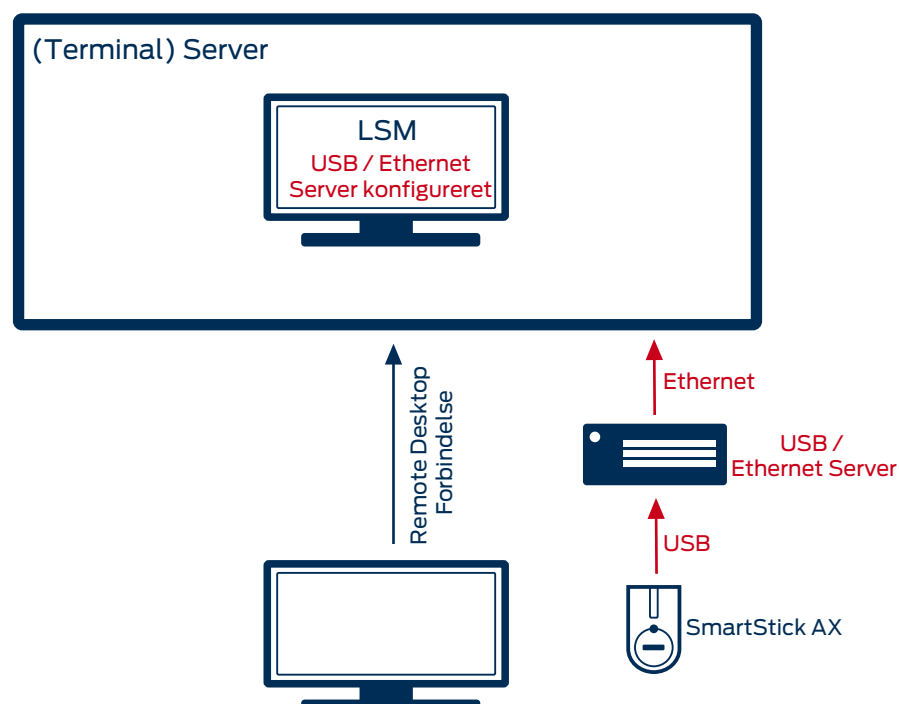 (Terminal) Server
LSM
USB / Ethernet
Server konfigureret
Remote Desktop
Forbindelse
Ethernet
USB /
Ethernet Server
USB
SmartStick AX